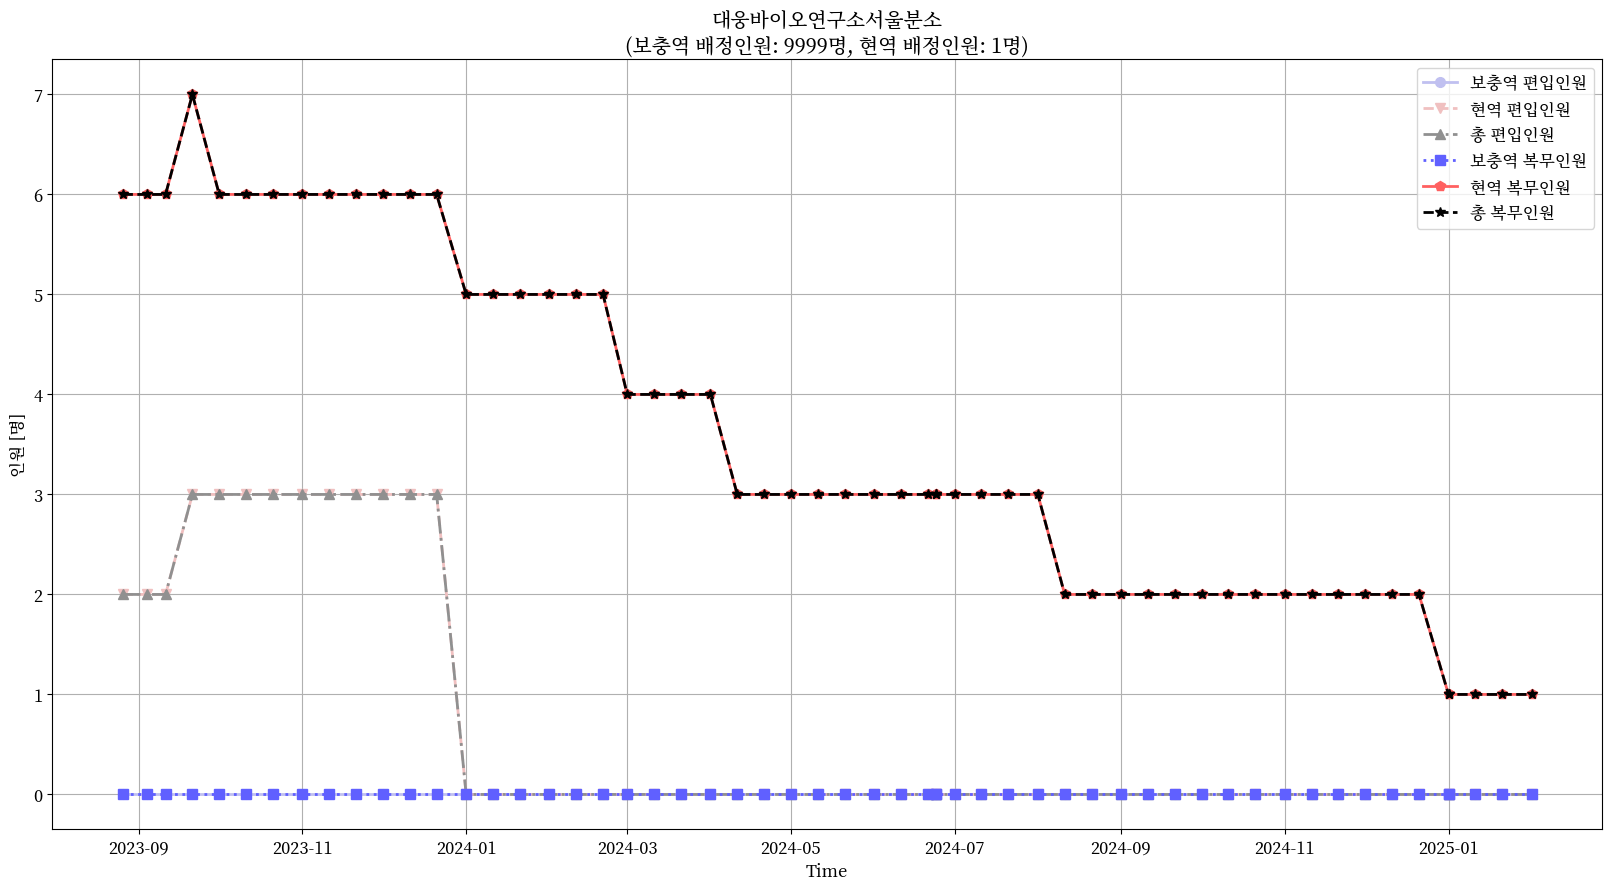 대웅바이오연구소서울분소
(보충역 배정인원: 9999명, 현역 배정인원: 1명)
보충역 편입인원
현역 편입인원
총 편입인원
보충역 복무인원
현역 복무인원
총 복무인원
7
6
5
4
3
2
1
0
인원 [명]
2023-09
2023-11
2024-01
2024-03
2024-05
2024-07
2024-09
2024-11
2025-01
Time